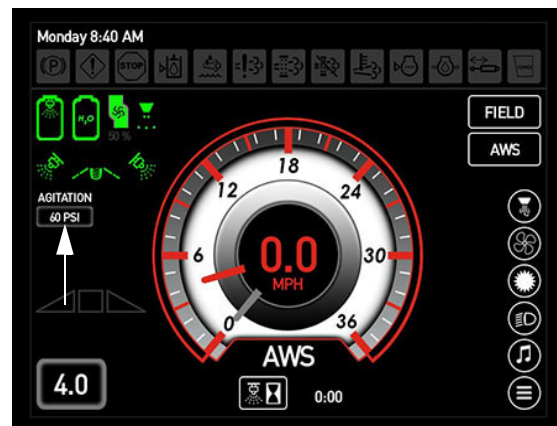 Monday 8:40 AM
P
STOP
FIELD
H₂O
50 %
AWS
AGITATION
60 PSI
0
6
12
18
24
30
36
0.0
MPH
AWS
4.0
0:00